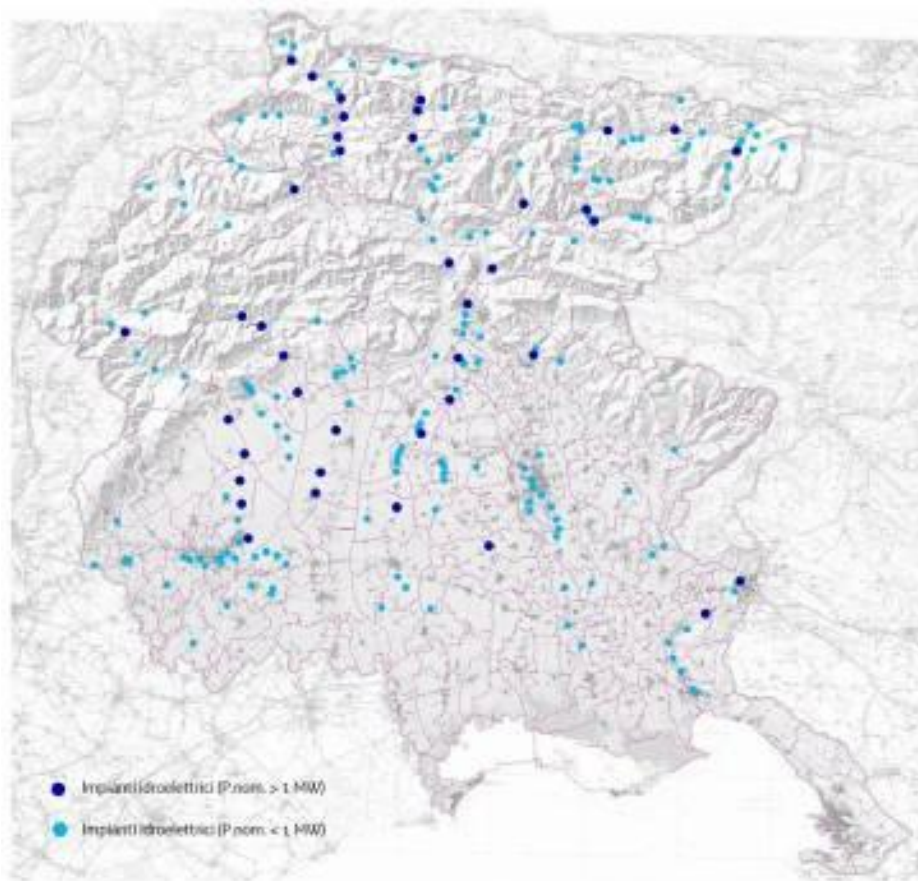 Impianti idroelettrici (P.nom. > 1 MW)
Impianti idroelettrici (P.nom. < 1 MW)